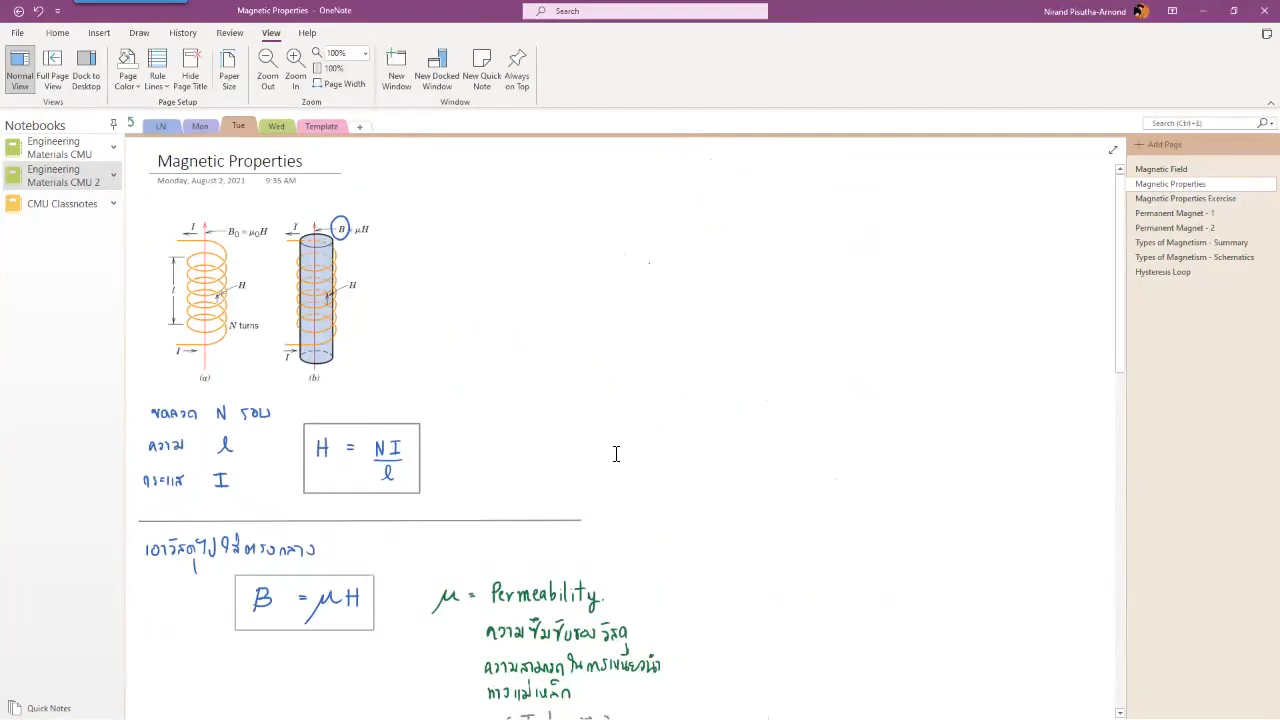 Magnetic Properties - OneNote
Search
Nirand Pisutha-Arnond
File Home Insert Draw History Review View Help
Normal View
Full Page View
Dock to Desktop
Views
Page Color
Rule Lines
Hide Page Title
Paper Size
Page Setup
Zoom Out
Zoom In
100%
100%
Page Width
Zoom
New Window
New Docked Window
New Quick Note
Always on Top
Window
Notebooks
5
LN Mon Tue Wed Template
Search (Ctrl+E)
Engineering Materials CMU
Engineering Materials CMU 2
CMU Classnotes
Quick Notes
Add Page
Magnetic Field
Magnetic Properties
Magnetic Properties Exercise
Permanent Magnet - 1
Permanent Magnet - 2
Types of Magnetism - Summary
Types of Magnetism - Schematics
Hysteresis Loop
Magnetic Properties
Monday, August 2, 2021 9:35 AM
I
B₀ = μ₀H
l
H
N turns
I
(a)
I
B = μH
H
I
(b)
ขดลวด N รอบ
ความ l
กระแส I
H = NI / l
เอาวัสดุไปใส่ตรงกลาง
B = μH
μ = Permeability.
ความซึมซับของวัสดุ
ความสามารถในการเหนี่ยวนำ
ทางแม่เหล็ก